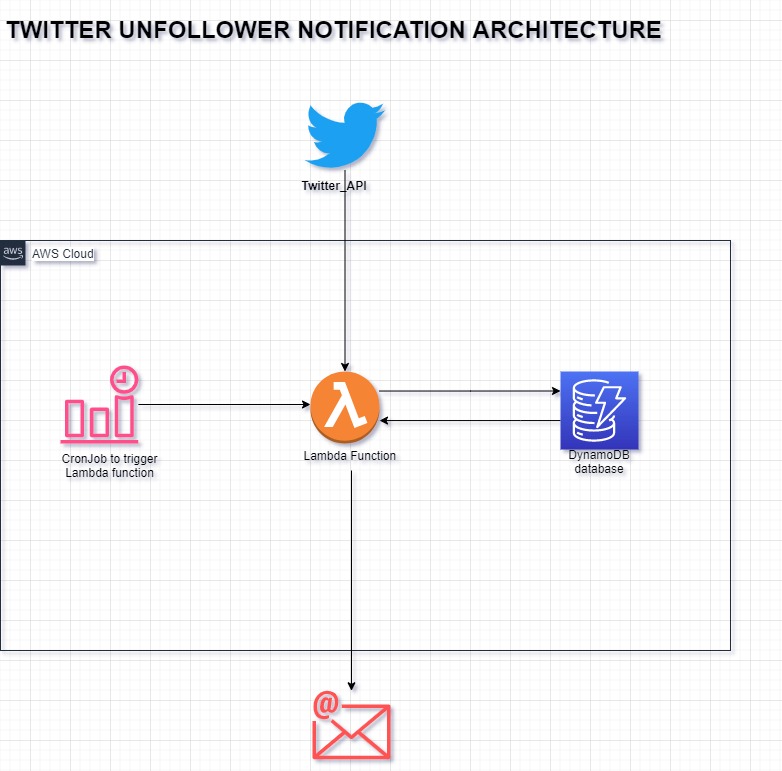 TWITTER UNFOLLOWER NOTIFICATION ARCHITECTURE
Twitter_API
aws
AWS Cloud
CronJob to trigger
Lambda function
λ
Lambda Function
DynamoDB
database
@